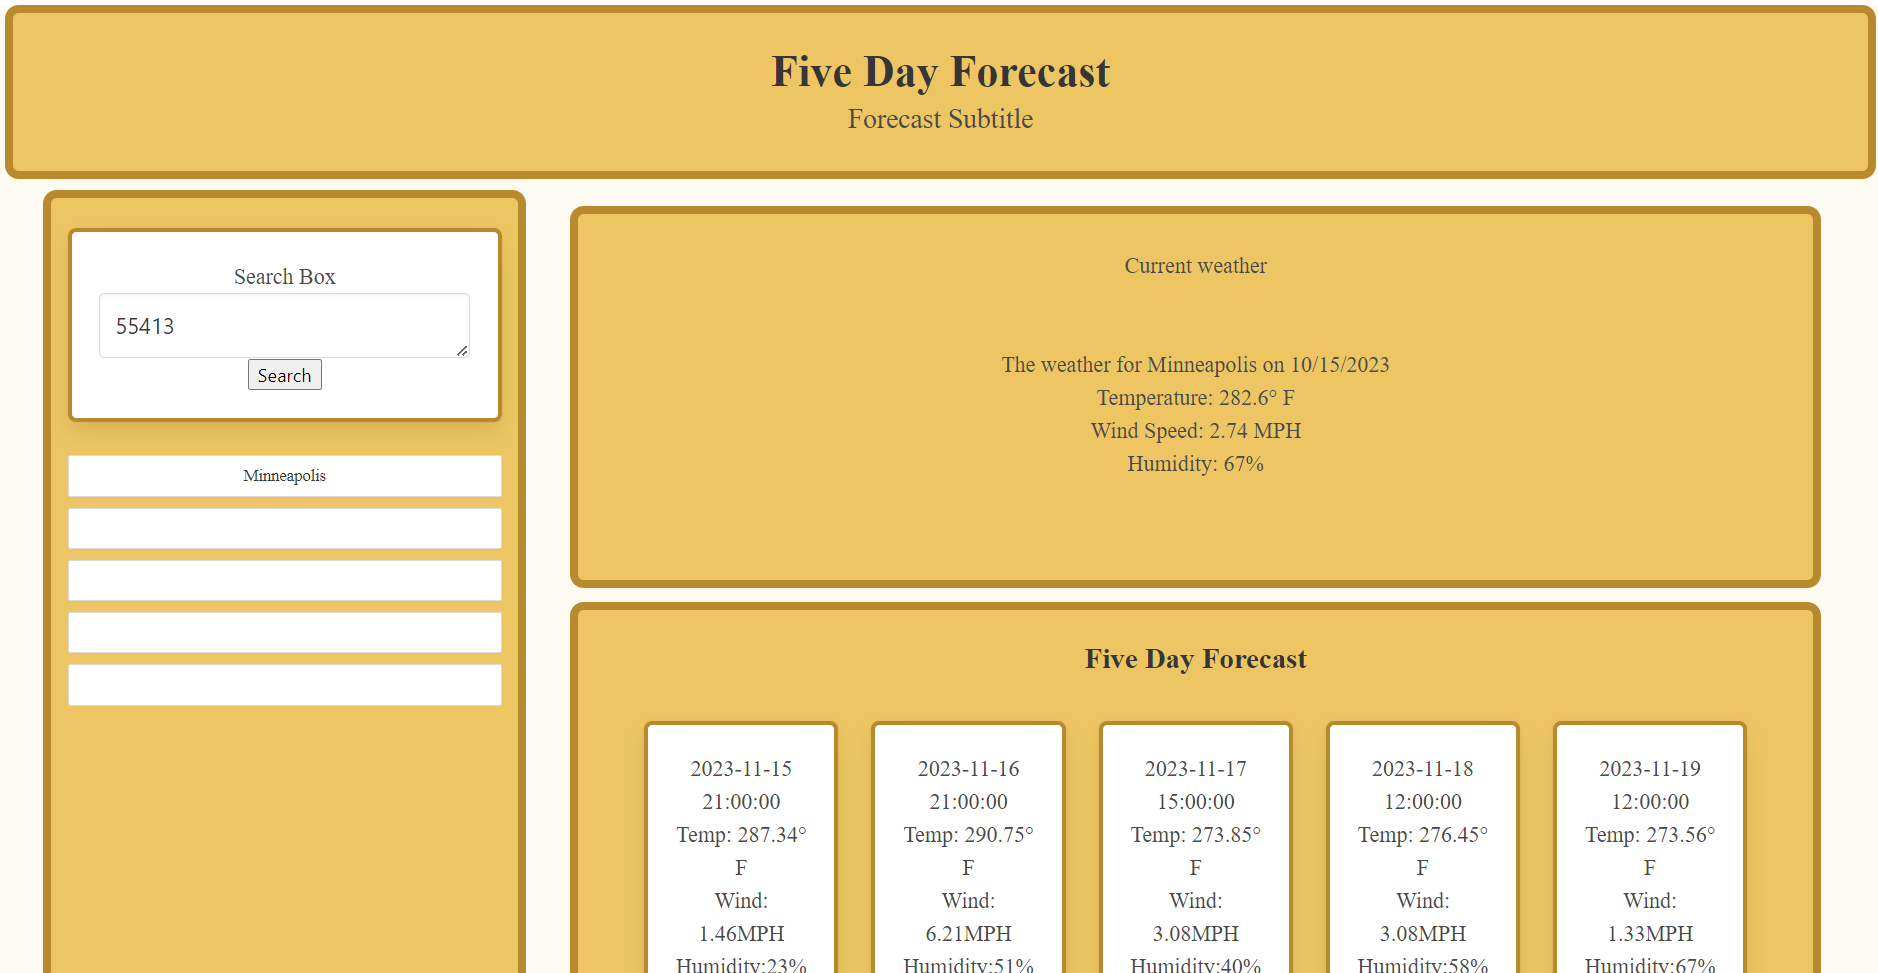 Five Day Forecast
Forecast Subtitle
Search Box
55413
Search
Minneapolis
Current weather
The weather for Minneapolis on 10/15/2023
Temperature: 282.6° F
Wind Speed: 2.74 MPH
Humidity: 67%
Five Day Forecast
2023-11-15
21:00:00
Temp: 287.34°
F
Wind:
1.46MPH
Humidity:23%
2023-11-16
21:00:00
Temp: 290.75°
F
Wind:
6.21MPH
Humidity:51%
2023-11-17
15:00:00
Temp: 273.85°
F
Wind:
3.08MPH
Humidity:40%
2023-11-18
12:00:00
Temp: 276.45°
F
Wind:
3.08MPH
Humidity:58%
2023-11-19
12:00:00
Temp: 273.56°
F
Wind:
1.33MPH
Humidity:67%